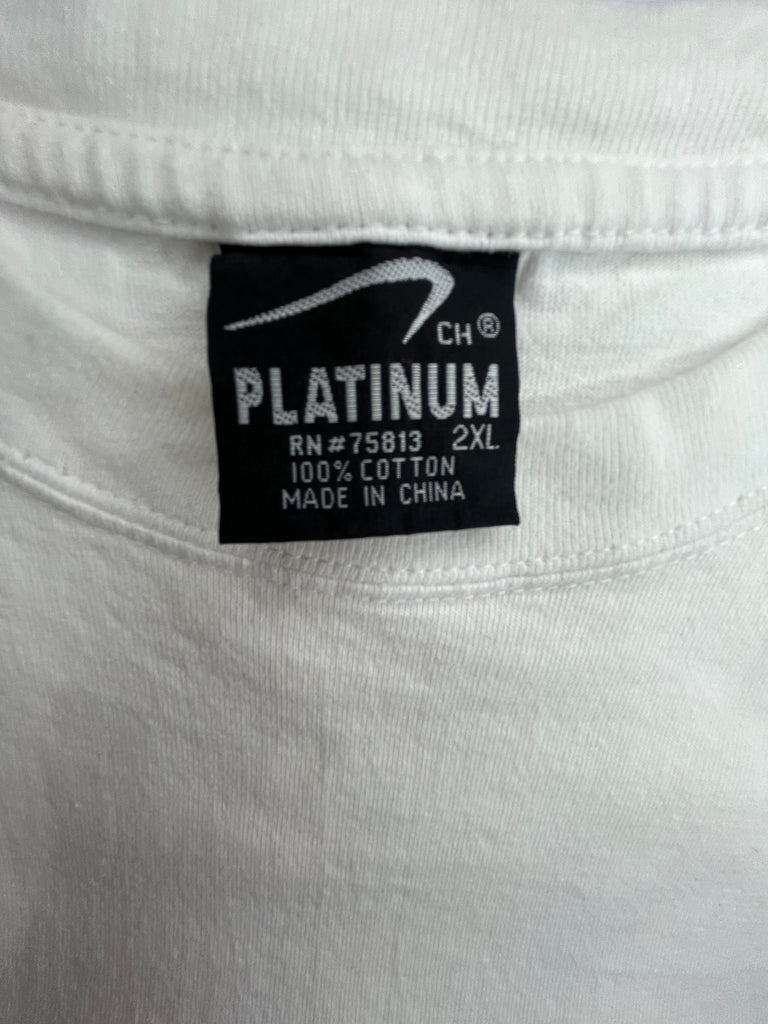 CH®
PLATINUM
RN #75813 2XL
100% COTTON
MADE IN CHINA